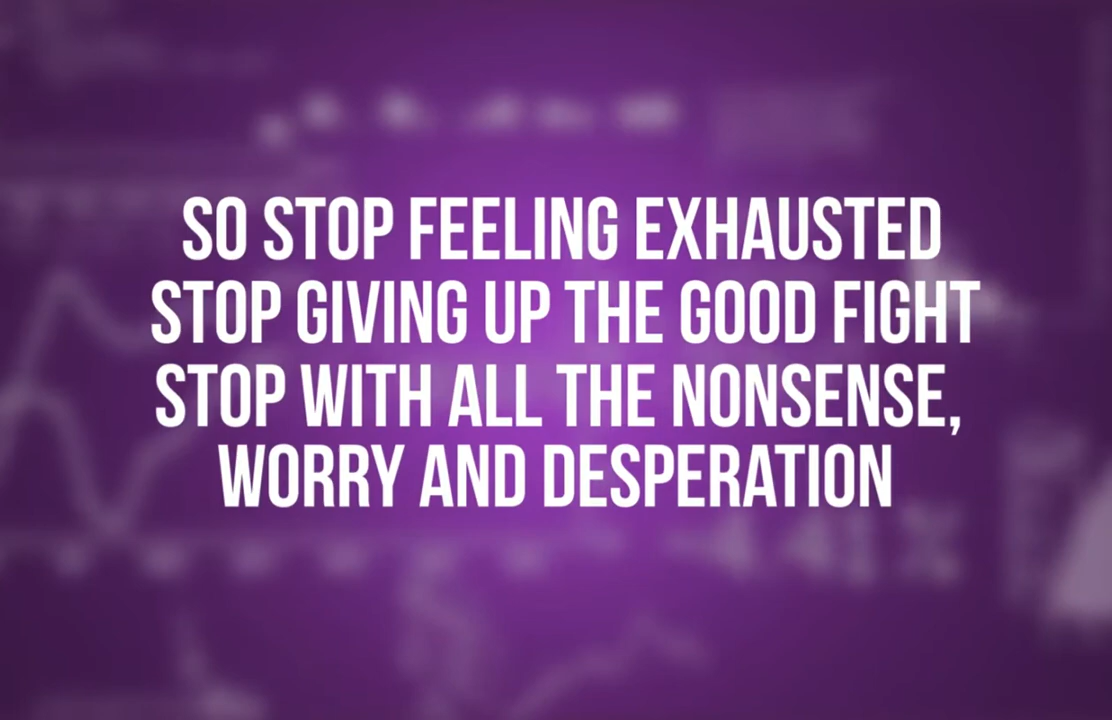 SO STOP FEELING EXHAUSTED
STOP GIVING UP THE GOOD FIGHT
STOP WITH ALL THE NONSENSE,
WORRY AND DESPERATION